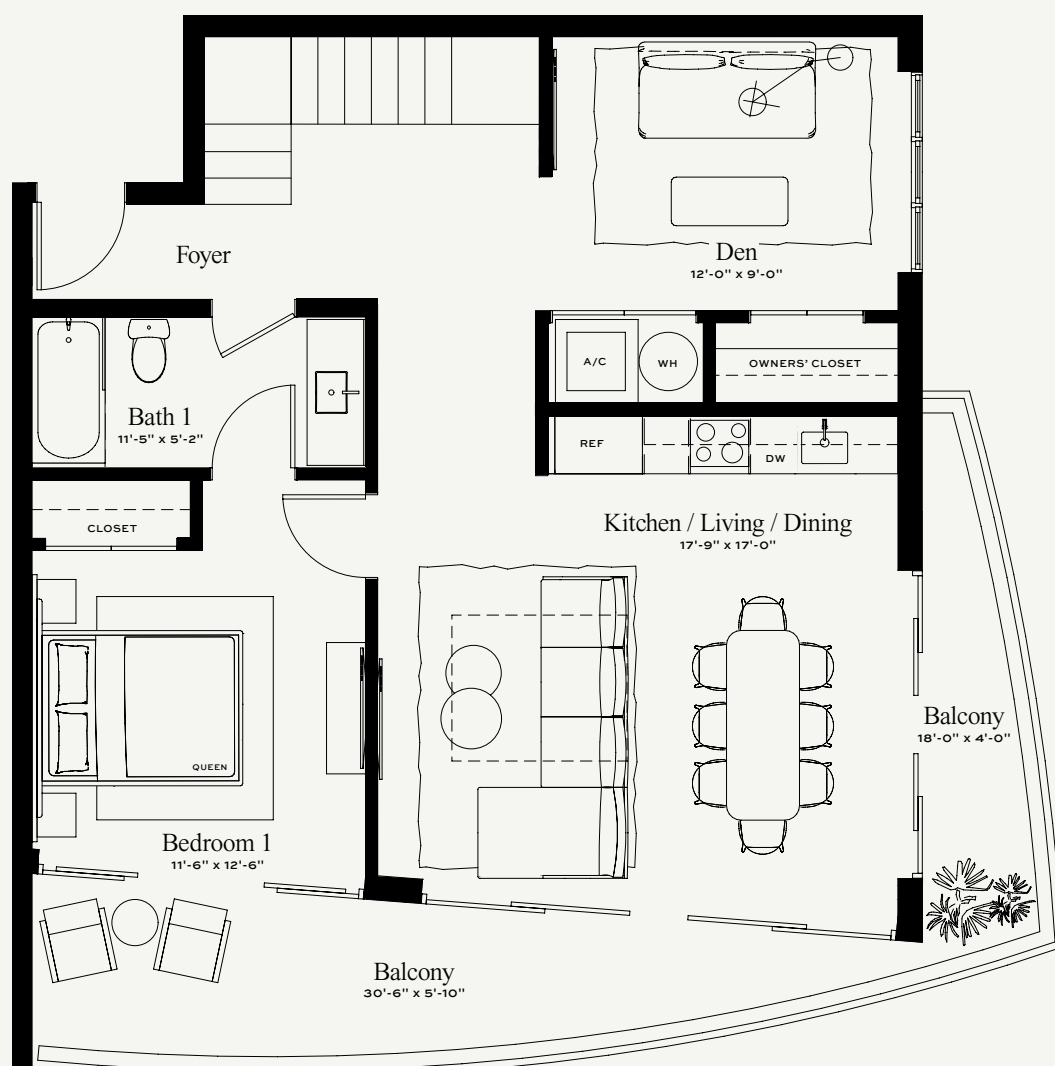 Foyer
Den
12'-0" x 9'-0"
A/C
WH
OWNERS' CLOSET
Bath 1
11'-5" x 5'-2"
REF
DW
CLOSET
Kitchen / Living / Dining
17'-9" x 17'-0"
Balcony
18'-0" x 4'-0"
QUEEN
Bedroom 1
11'-6" x 12'-6"
Balcony
30'-6" x 5'-10"